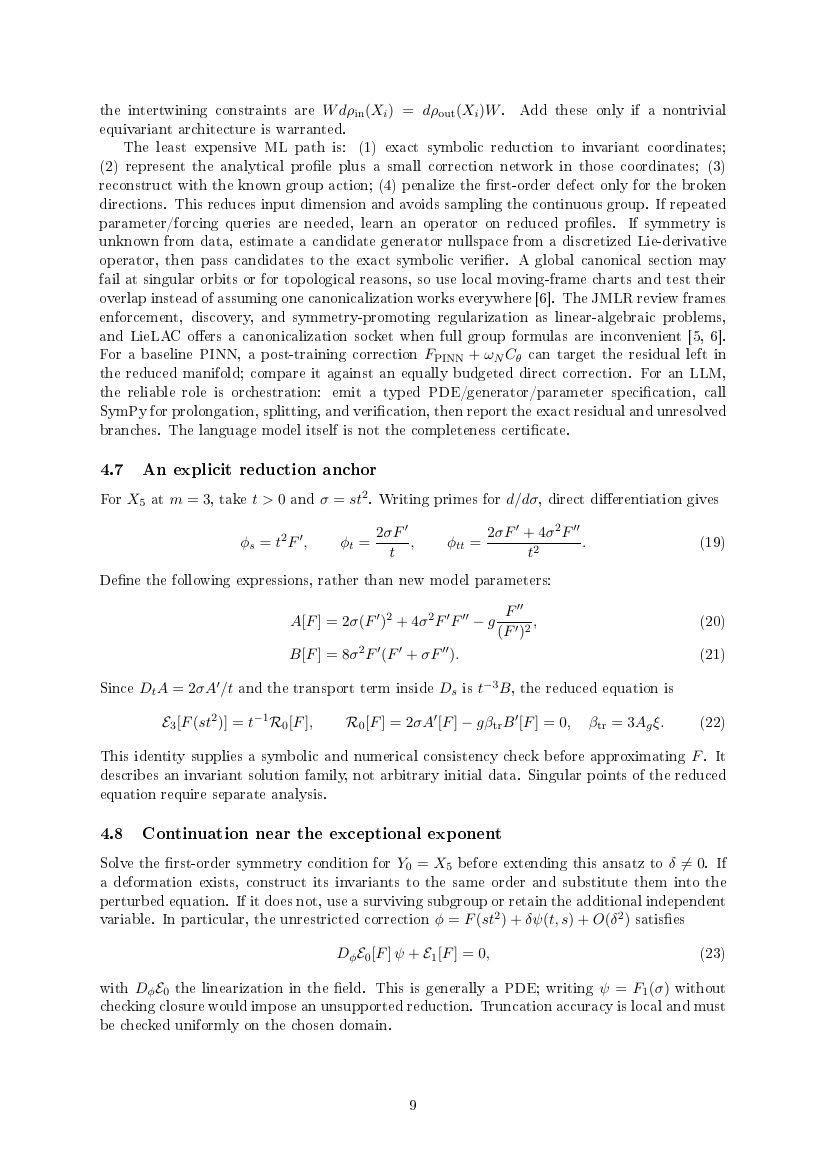 the intertwining constraints are Wdρin(Xi) = dρout(Xi)W. Add these only if a nontrivial
equivariant architecture is warranted.
The least expensive ML path is: (1) exact symbolic reduction to invariant coordinates;
(2) represent the analytical profile plus a small correction network in those coordinates; (3)
reconstruct with the known group action; (4) penalize the first-order defect only for the broken
directions. This reduces input dimension and avoids sampling the continuous group. If repeated
parameter/forcing queries are needed, learn an operator on reduced profiles. If symmetry is
unknown from data, estimate a candidate generator nullspace from a discretized Lie-derivative
operator, then pass candidates to the exact symbolic verifier. A global canonical section may
fail at singular orbits or for topological reasons, so use local moving-frame charts and test their
overlap instead of assuming one canonicalization works everywhere [6]. The JMLR review frames
enforcement, discovery, and symmetry-promoting regularization as linear-algebraic problems,
and LieLAC offers a canonicalization socket when full group formulas are inconvenient [5, 6].
For a baseline PINN, a post-training correction F_PINN + ω_N C_θ can target the residual left in
the reduced manifold; compare it against an equally budgeted direct correction. For an LLM,
the reliable role is orchestration: emit a typed PDE/generator/parameter specification, call
SymPy for prolongation, splitting, and verification, then report the exact residual and unresolved
branches. The language model itself is not the completeness certificate.
4.7 An explicit reduction anchor
For X₅ at m = 3, take t > 0 and σ = st². Writing primes for d/dσ, direct differentiation gives
ϕ_s = t²F′, ϕ_t = 2σF′/t, ϕ_tt = (2σF′ + 4σ²F″)/t². (19)
Define the following expressions, rather than new model parameters:
A[F] = 2σ(F′)² + 4σ²F′F″ − g F″/(F′)², (20)
B[F] = 8σ²F′(F′ + σF″). (21)
Since D_tA = 2σA′/t and the transport term inside D_s is t⁻³B, the reduced equation is
ℰ₃[F(st²)] = t⁻¹ℛ₀[F], ℛ₀[F] = 2σA′[F] − gβ_tr B′[F] = 0, β_tr = 3A_gξ. (22)
This identity supplies a symbolic and numerical consistency check before approximating F. It
describes an invariant solution family, not arbitrary initial data. Singular points of the reduced
equation require separate analysis.
4.8 Continuation near the exceptional exponent
Solve the first-order symmetry condition for Y₀ = X₅ before extending this ansatz to δ ≠ 0. If
a deformation exists, construct its invariants to the same order and substitute them into the
perturbed equation. If it does not, use a surviving subgroup or retain the additional independent
variable. In particular, the unrestricted correction ϕ = F(st²) + δψ(t, s) + O(δ²) satisfies
D_ϕℰ₀[F] ψ + ℰ₁[F] = 0, (23)
with D_ϕℰ₀ the linearization in the field. This is generally a PDE; writing ψ = F₁(σ) without
checking closure would impose an unsupported reduction. Truncation accuracy is local and must
be checked uniformly on the chosen domain.
9